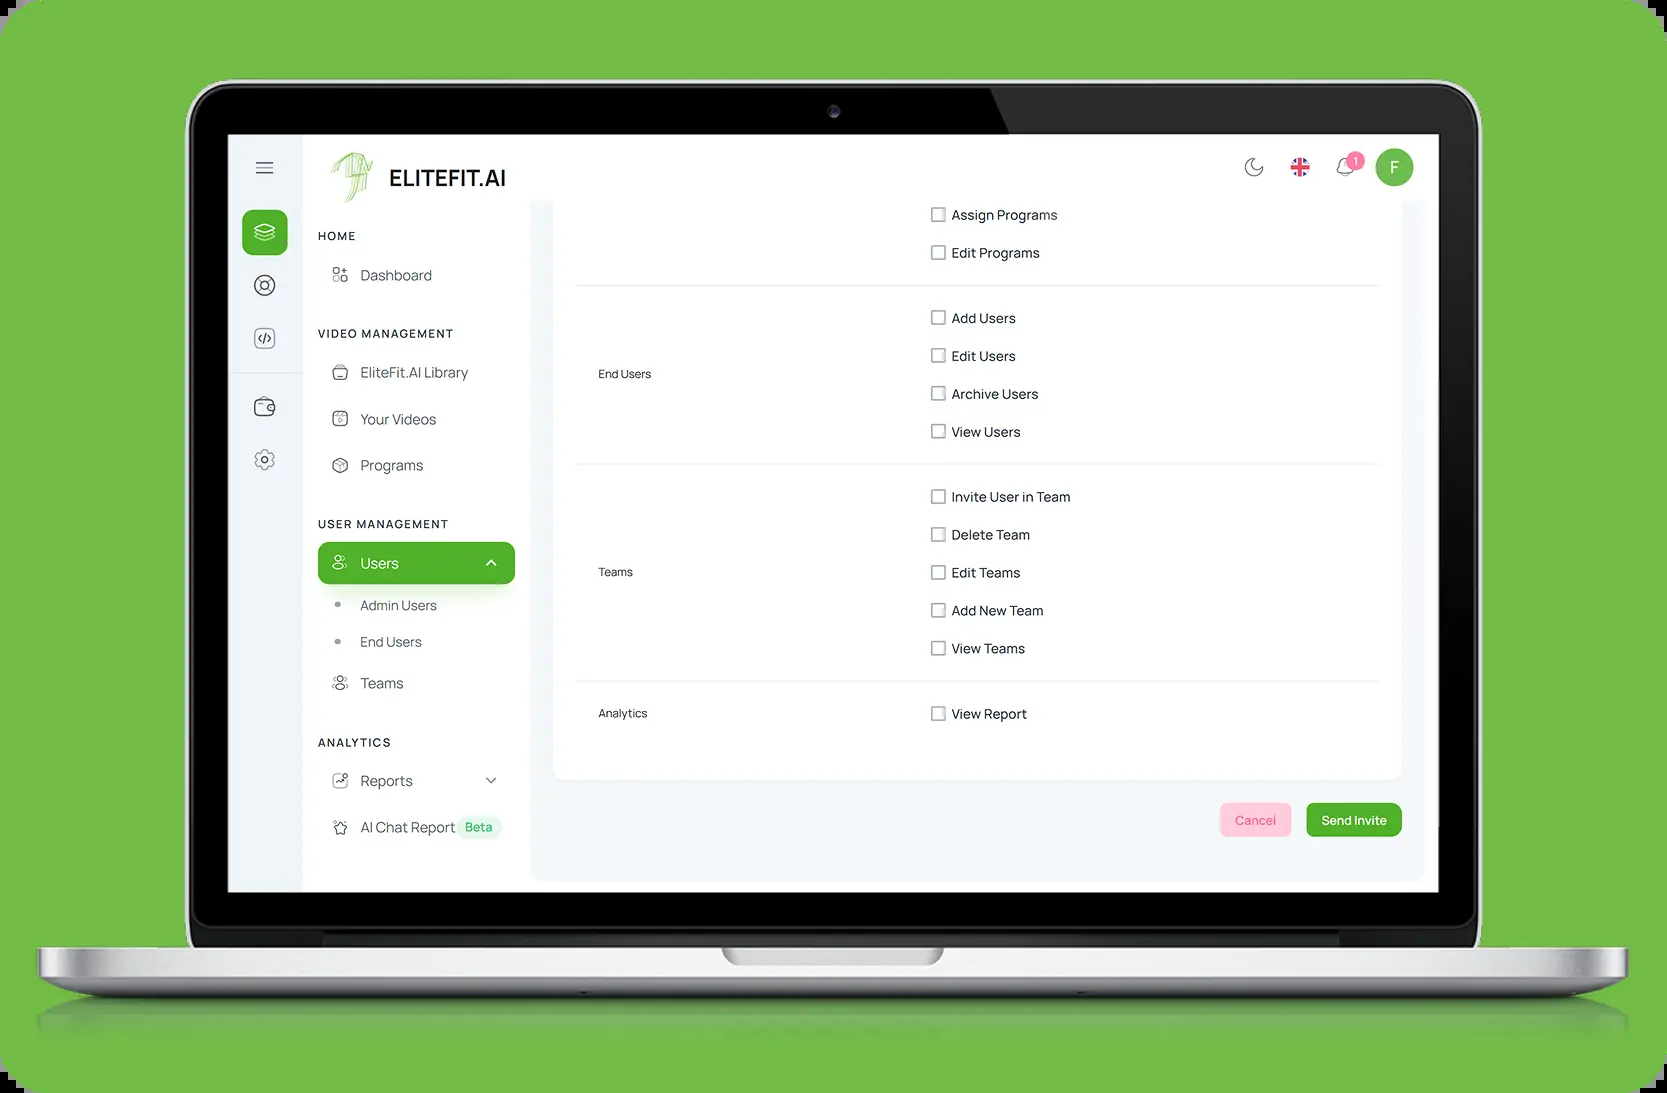 ELITEFIT.AI
1
F
HOME
Dashboard
VIDEO MANAGEMENT
EliteFit.AI Library
Your Videos
Programs
USER MANAGEMENT
Users
Admin Users
End Users
Teams
ANALYTICS
Reports
AI Chat Report Beta
Assign Programs
Edit Programs
End Users
Add Users
Edit Users
Archive Users
View Users
Teams
Invite User in Team
Delete Team
Edit Teams
Add New Team
View Teams
Analytics
View Report
Cancel
Send Invite